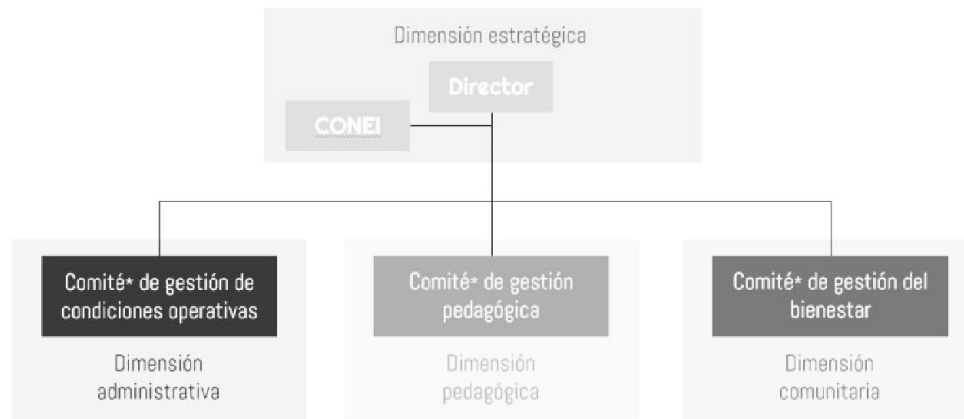 Dimensión estratégica
Director
CONEI
Comité* de gestión de
condiciones operativas
Dimensión
administrativa
Comité* de gestión
pedagógica
Dimensión
pedagógica
Comité* de gestión del
bienestar
Dimensión
comunitaria